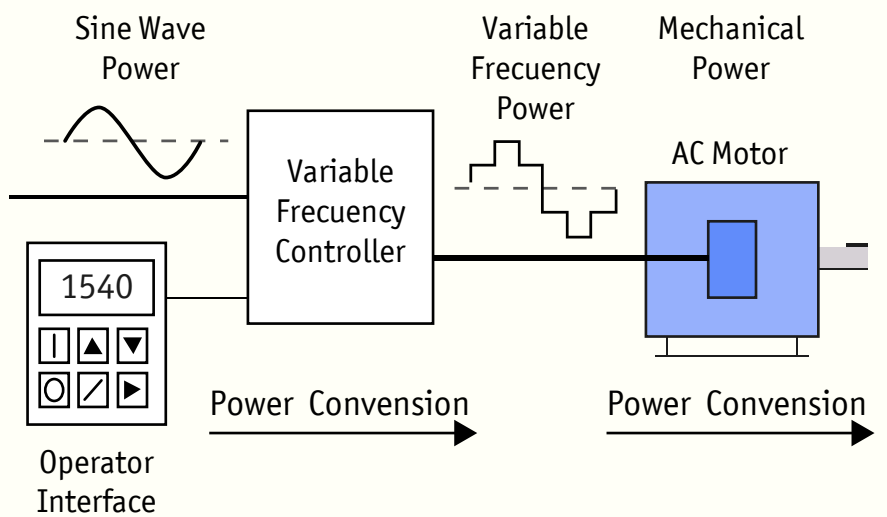 Sine Wave
Power
Variable
Frecuency
Power
Mechanical
Power
AC Motor
Variable
Frecuency
Controller
1540
Power Convension
Power Convension
Operator
Interface